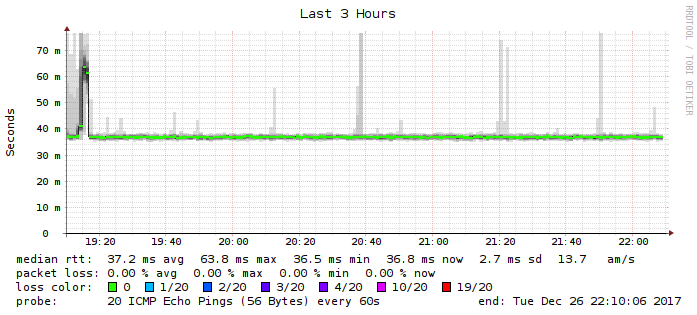 Last 3 Hours
RRDTOOL / TOBI OETIKER
Seconds
70 m
60 m
50 m
40 m
30 m
20 m
10 m
0
19:20 19:40 20:00 20:20 20:40 21:00 21:20 21:40 22:00
median rtt: 37.2 ms avg 63.8 ms max 36.5 ms min 36.8 ms now 2.7 ms sd 13.7 am/s
packet loss: 0.00 % avg 0.00 % max 0.00 % min 0.00 % now
loss color: 0 1/20 2/20 3/20 4/20 10/20 19/20
probe: 20 ICMP Echo Pings (56 Bytes) every 60s end: Tue Dec 26 22:10:06 2017